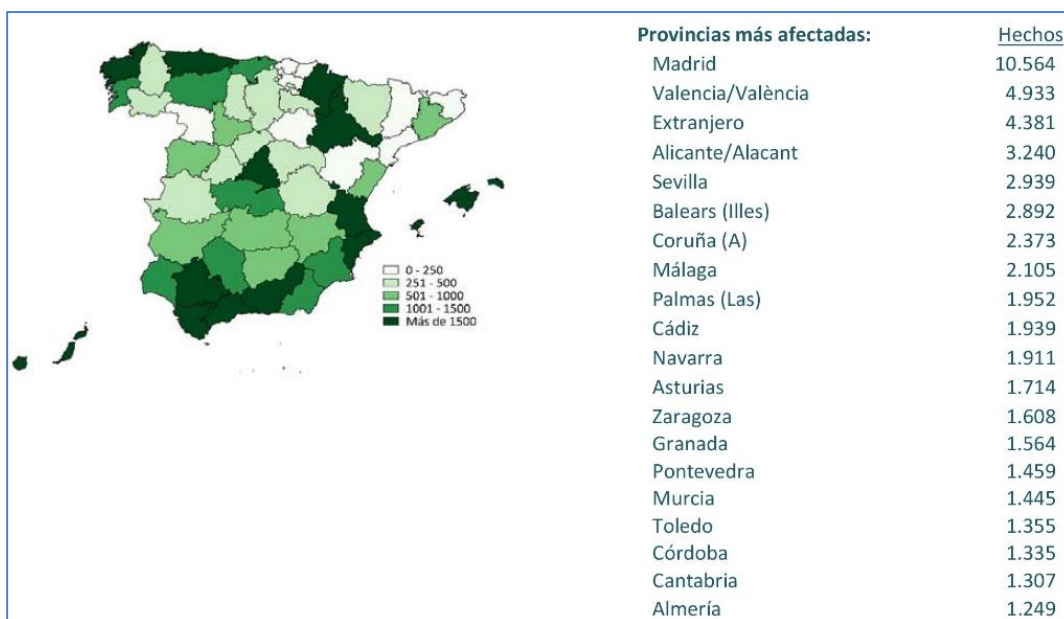 0 - 250
251 - 500
501 - 1000
1001 - 1500
Más de 1500
Provincias más afectadas: Hechos
Madrid 10.564
Valencia/València 4.933
Extranjero 4.381
Alicante/Alacant 3.240
Sevilla 2.939
Balears (Illes) 2.892
Coruña (A) 2.373
Málaga 2.105
Palmas (Las) 1.952
Cádiz 1.939
Navarra 1.911
Asturias 1.714
Zaragoza 1.608
Granada 1.564
Pontevedra 1.459
Murcia 1.445
Toledo 1.355
Córdoba 1.335
Cantabria 1.307
Almería 1.249